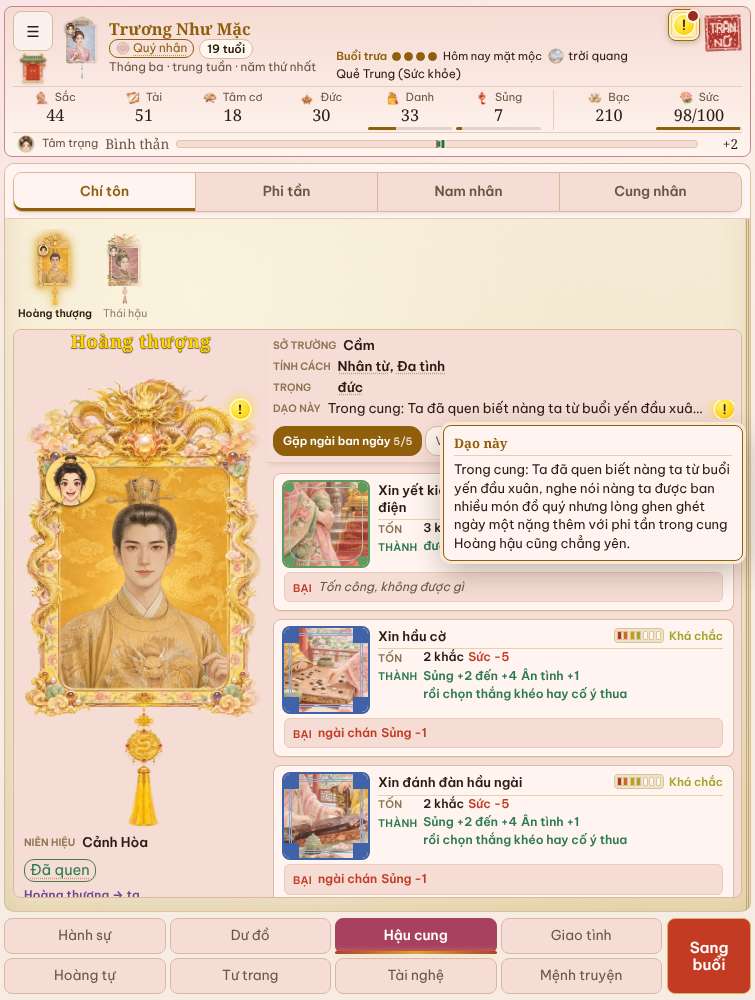 Trương Như Mặc
Quý nhân
19 tuổi
Tháng ba · trung tuần · năm thứ nhất
Buổi trưa
Hôm nay mặt mộc
trời quang
Quẻ Trung (Sức khỏe)
!
TRÂN NỮ
Sắc
44
Tài
51
Tâm cơ
18
Đức
30
Danh
33
Sủng
7
Bạc
210
Sức
98/100
Tâm trạng
Bình thản
+2
Chí tôn
Phi tần
Nam nhân
Cung nhân
Hoàng thượng
Thái hậu
Hoàng thượng
!
NIÊN HIỆU Cảnh Hòa
Đã quen
Hoàng thượng → ta
SỞ TRƯỜNG Cầm
TÍNH CÁCH Nhân từ, Đa tình
TRỌNG đức
DẠO NÀY Trong cung: Ta đã quen biết nàng ta từ buổi yến đầu xuâ...
!
Gặp ngài ban ngày 5/5
Dạo này
Trong cung: Ta đã quen biết nàng ta từ buổi
yến đầu xuân, nghe nói nàng ta được ban
nhiều món đồ quý nhưng lòng ghen ghét
ngày một nặng thêm với phi tần trong cung
Hoàng hậu cũng chẳng yên.
Xin yết
điện
TỐN 3
THÀNH
BẠI Tốn công, không được gì
Xin hầu cờ
Khá chắc
TỐN 2 khắc Sức -5
THÀNH Sủng +2 đến +4 Ân tình +1
rồi chọn thắng khéo hay cố ý thua
BẠI ngài chán Sủng -1
Xin đánh đàn hầu ngài
Khá chắc
TỐN 2 khắc Sức -5
THÀNH Sủng +2 đến +4 Ân tình +1
rồi chọn thắng khéo hay cố ý thua
BẠI ngài chán Sủng -1
Hành sự
Dư đồ
Hậu cung
Giao tình
Hoàng tự
Tư trang
Tài nghệ
Mệnh truyện
Sang
buổi